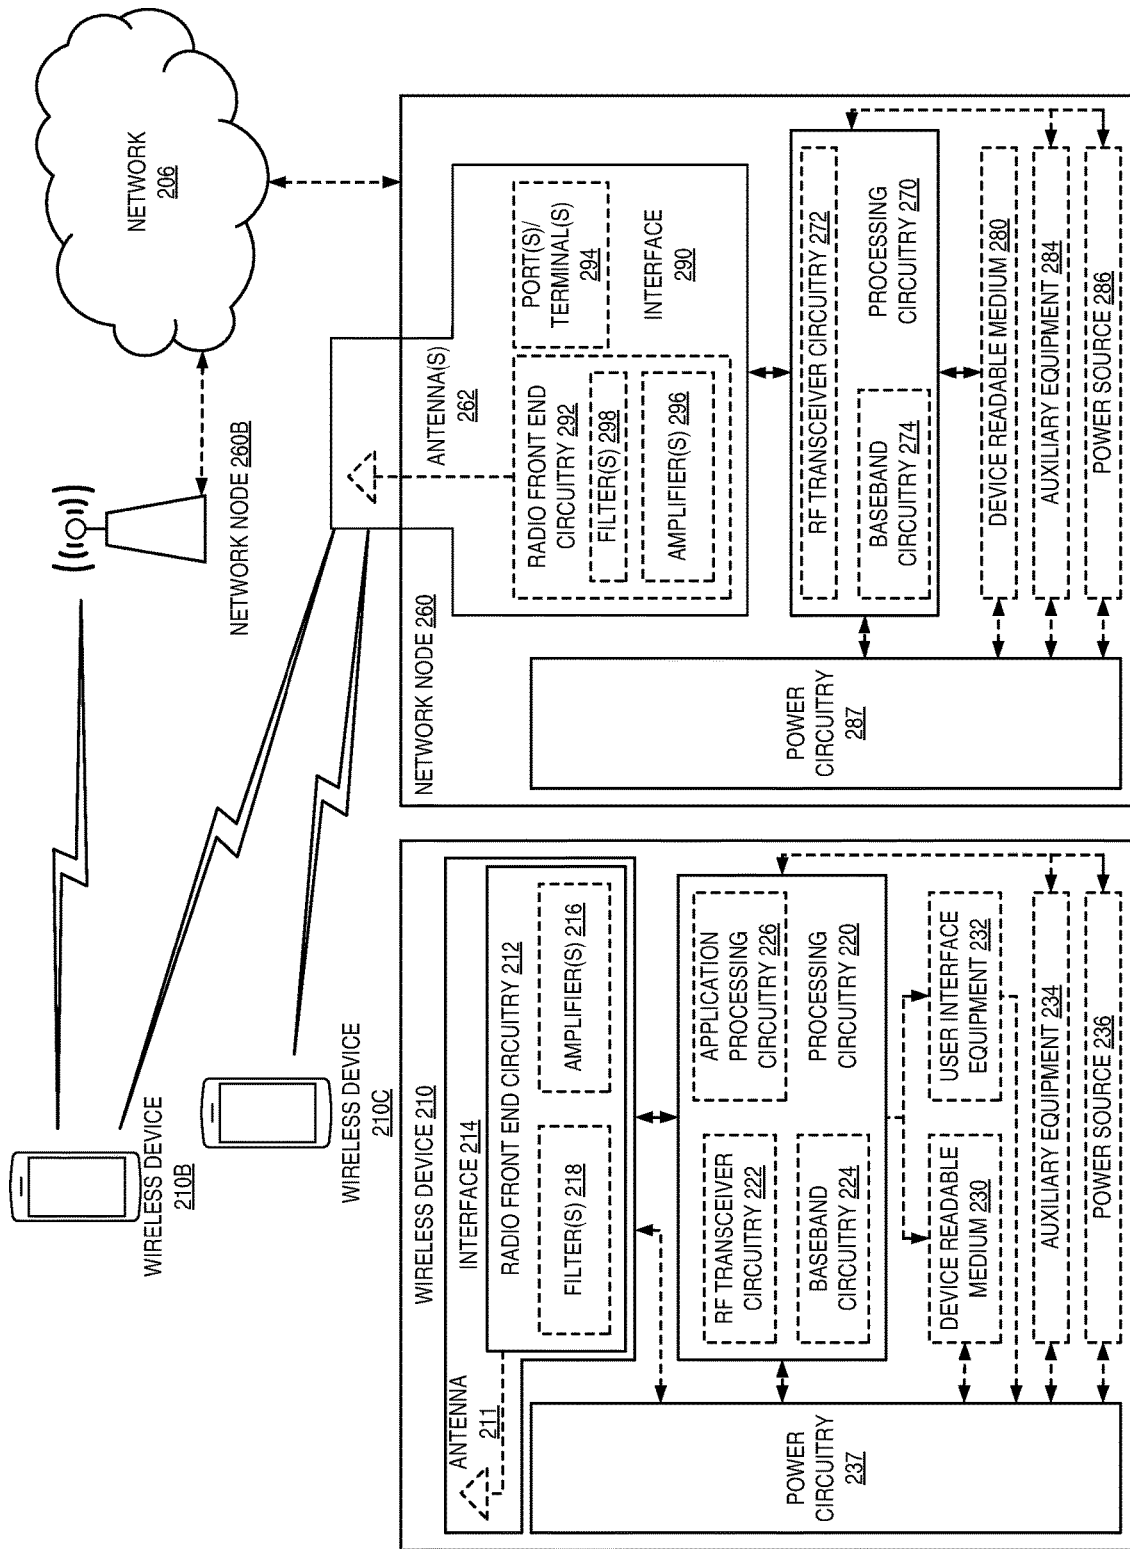 NETWORK
206
NETWORK NODE 260B
WIRELESS DEVICE
210B
WIRELESS DEVICE
210C
NETWORK NODE 260
ANTENNA(S)
262
RADIO FRONT END
CIRCUITRY 292
FILTER(S) 298
AMPLIFIER(S) 296
PORT(S)/
TERMINAL(S)
294
INTERFACE
290
RF TRANSCEIVER CIRCUITRY 272
BASEBAND
CIRCUITRY 274
PROCESSING
CIRCUITRY 270
DEVICE READABLE MEDIUM 280
AUXILIARY EQUIPMENT 284
POWER SOURCE 286
POWER
CIRCUITRY
287
WIRELESS DEVICE 210
ANTENNA
211
INTERFACE 214
RADIO FRONT END CIRCUITRY 212
FILTER(S) 218
AMPLIFIER(S) 216
RF TRANSCEIVER
CIRCUITRY 222
BASEBAND
CIRCUITRY 224
APPLICATION
PROCESSING
CIRCUITRY 226
PROCESSING
CIRCUITRY 220
DEVICE READABLE
MEDIUM 230
USER INTERFACE
EQUIPMENT 232
AUXILIARY EQUIPMENT 234
POWER SOURCE 236
POWER
CIRCUITRY
237